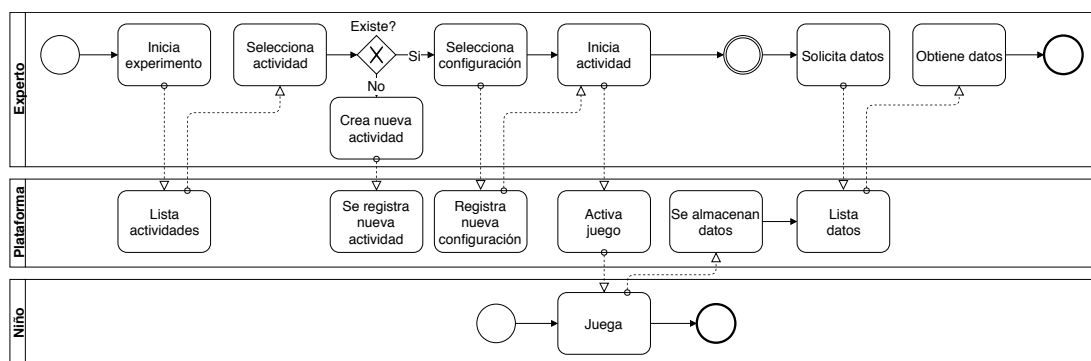 Experto
Existe?
Inicia
experimento
Selecciona
actividad
Si
Selecciona
configuración
Inicia
actividad
Solicita datos
Obtiene datos
No
Crea nueva
actividad
Plataforma
Lista
actividades
Se registra
nueva
actividad
Registra
nueva
configuración
Activa
juego
Se almacenan
datos
Lista
datos
Niño
Juega